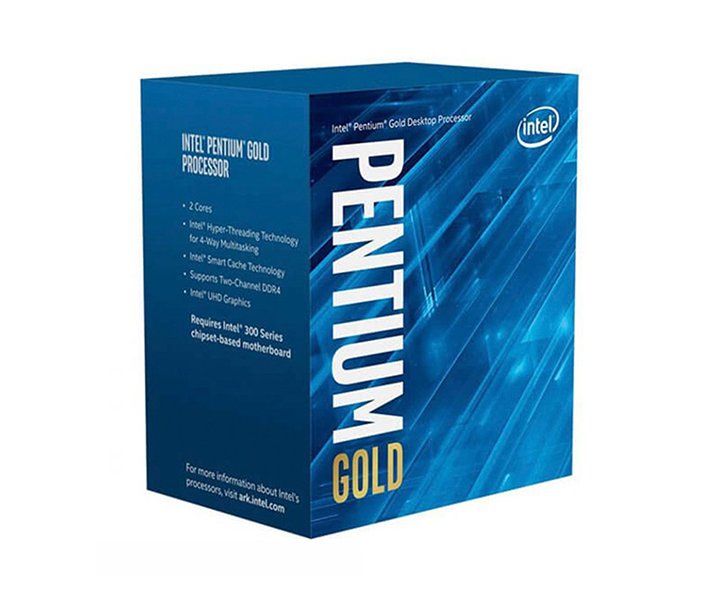 INTEL® PENTIUM® GOLD
PROCESSOR
• 2 Cores
• Intel® Hyper-Threading Technology
for 4-Way Multitasking
• Intel® Smart Cache Technology
• Supports Two-Channel DDR4
• Intel® UHD Graphics
Requires Intel® 300 Series
chipset-based motherboard
For more information about Intel's
processors, visit ark.intel.com
Intel® Pentium® Gold Desktop Processor
intel
PENTIUM
GOLD